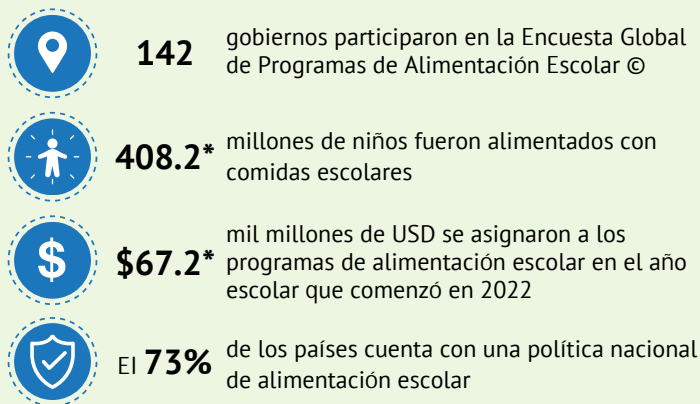 142 gobiernos participaron en la Encuesta Global
de Programas de Alimentación Escolar ©
408.2* millones de niños fueron alimentados con
comidas escolares
$
mil millones de USD se asignaron a los
$67.2* programas de alimentación escolar en el año
escolar que comenzó en 2022
El 73% de los países cuenta con una política nacional
de alimentación escolar